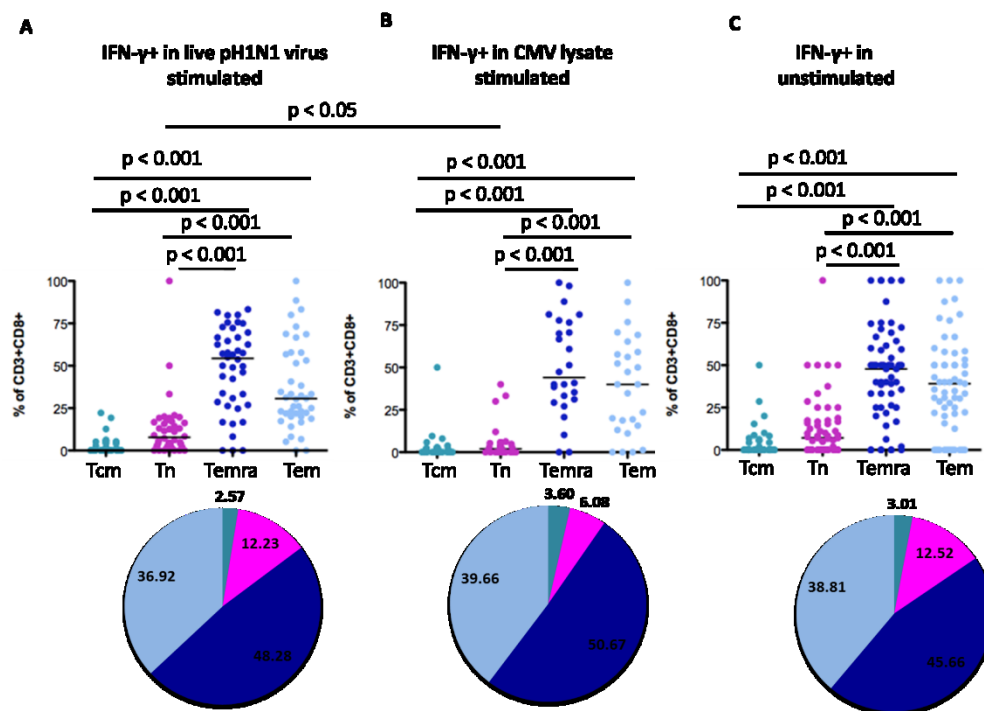 A
IFN-γ+ in live pH1N1 virus
stimulated
B
IFN-γ+ in CMV lysate
stimulated
C
IFN-γ+ in
unstimulated
p < 0.05
p < 0.001
p < 0.001
p < 0.001
p < 0.001
p < 0.001
p < 0.001
p < 0.001
p < 0.001
p < 0.001
p < 0.001
p < 0.001
p < 0.001
% of CD3+CD8+
100
75
50
25
0
Tcm Tn Temra Tem
% of CD3+CD8+
100
75
50
25
0
Tcm Tn Temra Tem
% of CD3+CD8+
100
75
50
25
0
Tcm Tn Temra Tem
2.57
12.23
36.92
48.28
3.60
6.08
39.66
50.67
3.01
12.52
38.81
45.66